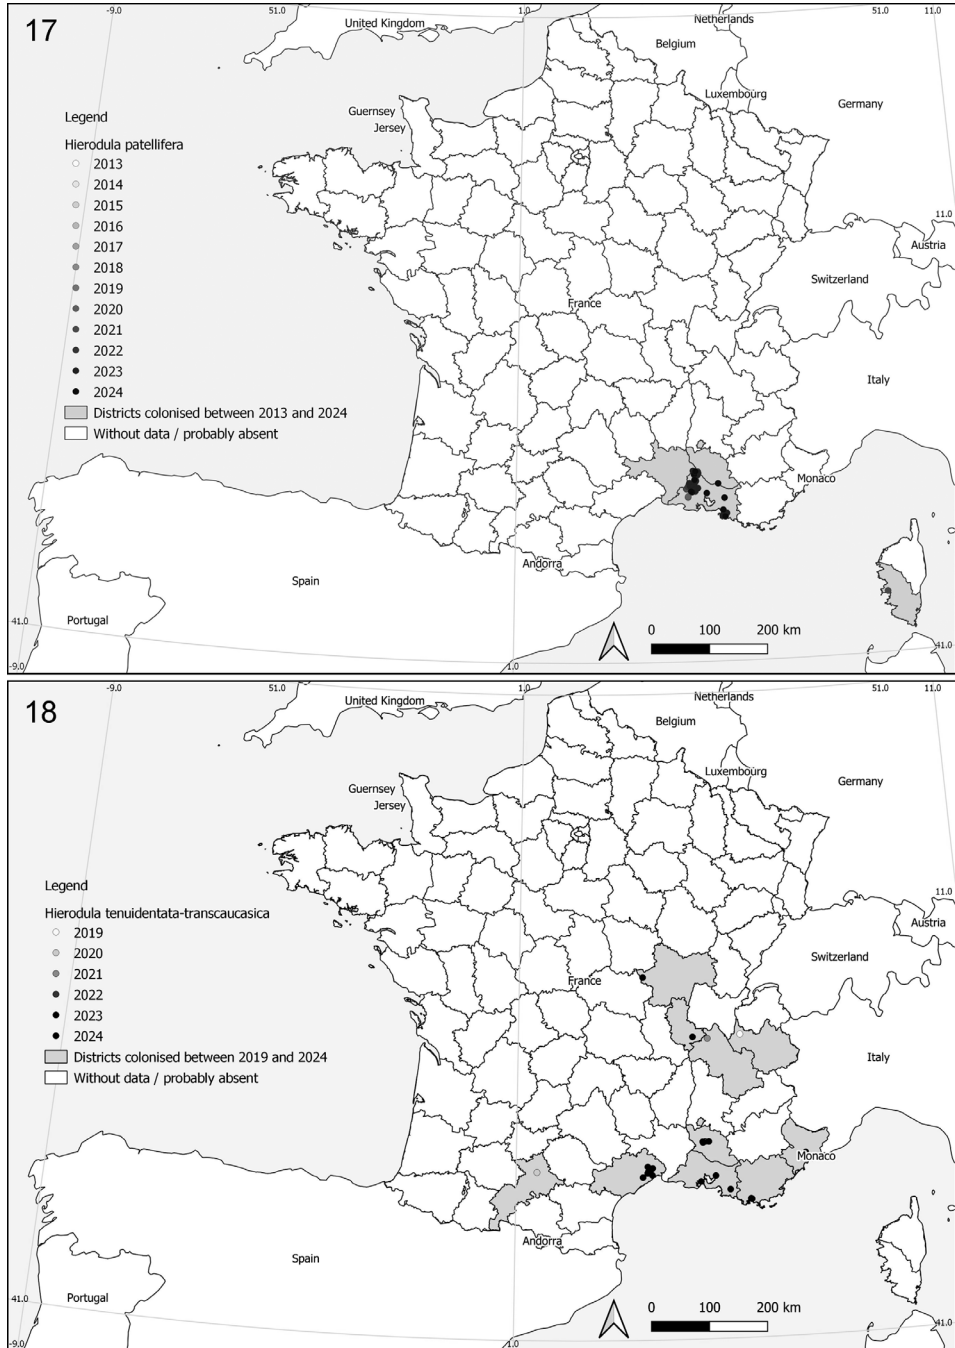 17
-9.0
51.0
1.0
51.0
11.0
United Kingdom
Netherlands
Belgium
Luxembourg
Germany
Guernsey
Jersey
Legend
Hierodula patellifera
2013
2014
2015
2016
2017
2018
2019
2020
2021
2022
2023
2024
Districts colonised between 2013 and 2024
Without data / probably absent
11.0
Austria
Switzerland
France
Italy
Monaco
Andorra
Spain
Portugal
41.0
-9.0
1.0
0 100 200 km
41.0
18
-9.0
51.0
1.0
51.0
11.0
United Kingdom
Netherlands
Belgium
Luxembourg
Germany
Guernsey
Jersey
Legend
Hierodula tenuidentata-transcaucasica
2019
2020
2021
2022
2023
2024
Districts colonised between 2019 and 2024
Without data / probably absent
11.0
Austria
Switzerland
France
Italy
Monaco
Andorra
Spain
Portugal
41.0
-9.0
1.0
0 100 200 km
41.0